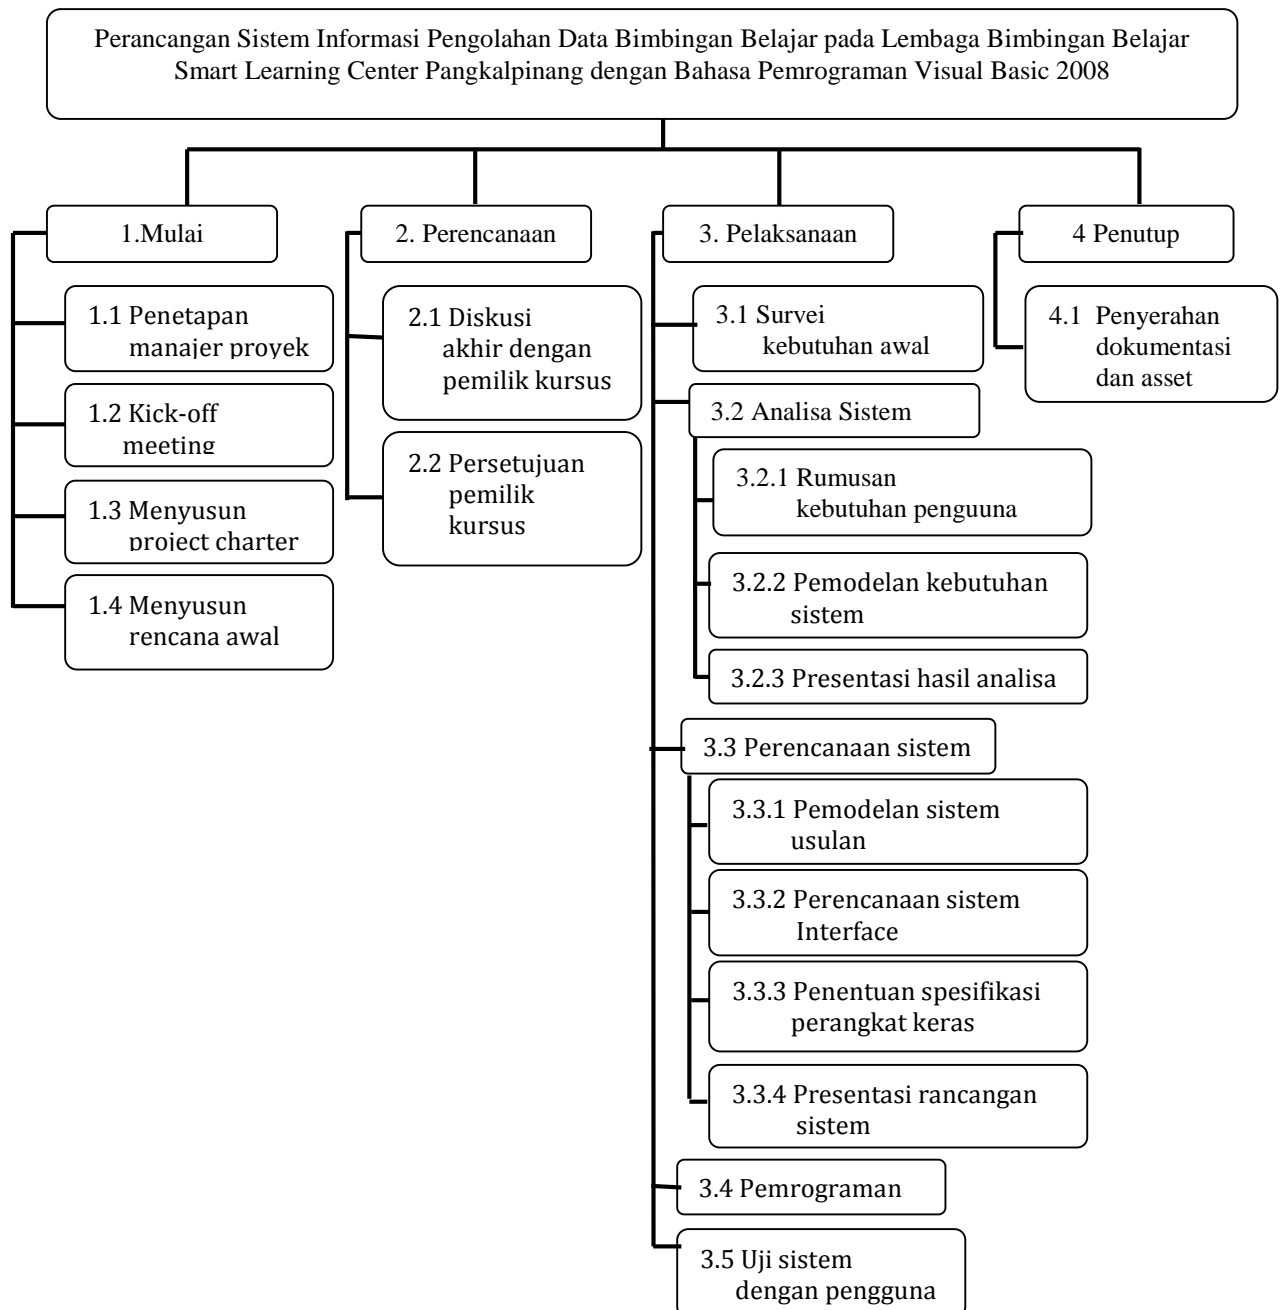 Perancangan Sistem Informasi Pengolahan Data Bimbingan Belajar pada Lembaga Bimbingan Belajar
Smart Learning Center Pangkalpinang dengan Bahasa Pemrograman Visual Basic 2008
1.Mulai
1.1 Penetapan
manajer proyek
1.2 Kick-off
meeting
1.3 Menyusun
project charter
1.4 Menyusun
rencana awal
2. Perencanaan
2.1 Diskusi
akhir dengan
pemilik kursus
2.2 Persetujuan
pemilik
kursus
3. Pelaksanaan
3.1 Survei
kebutuhan awal
3.2 Analisa Sistem
3.2.1 Rumusan
kebutuhan penguuna
3.2.2 Pemodelan kebutuhan
sistem
3.2.3 Presentasi hasil analisa
3.3 Perencanaan sistem
3.3.1 Pemodelan sistem
usulan
3.3.2 Perencanaan sistem
Interface
3.3.3 Penentuan spesifikasi
perangkat keras
3.3.4 Presentasi rancangan
sistem
3.4 Pemrograman
3.5 Uji sistem
dengan pengguna
4 Penutup
4.1 Penyerahan
dokumentasi
dan asset